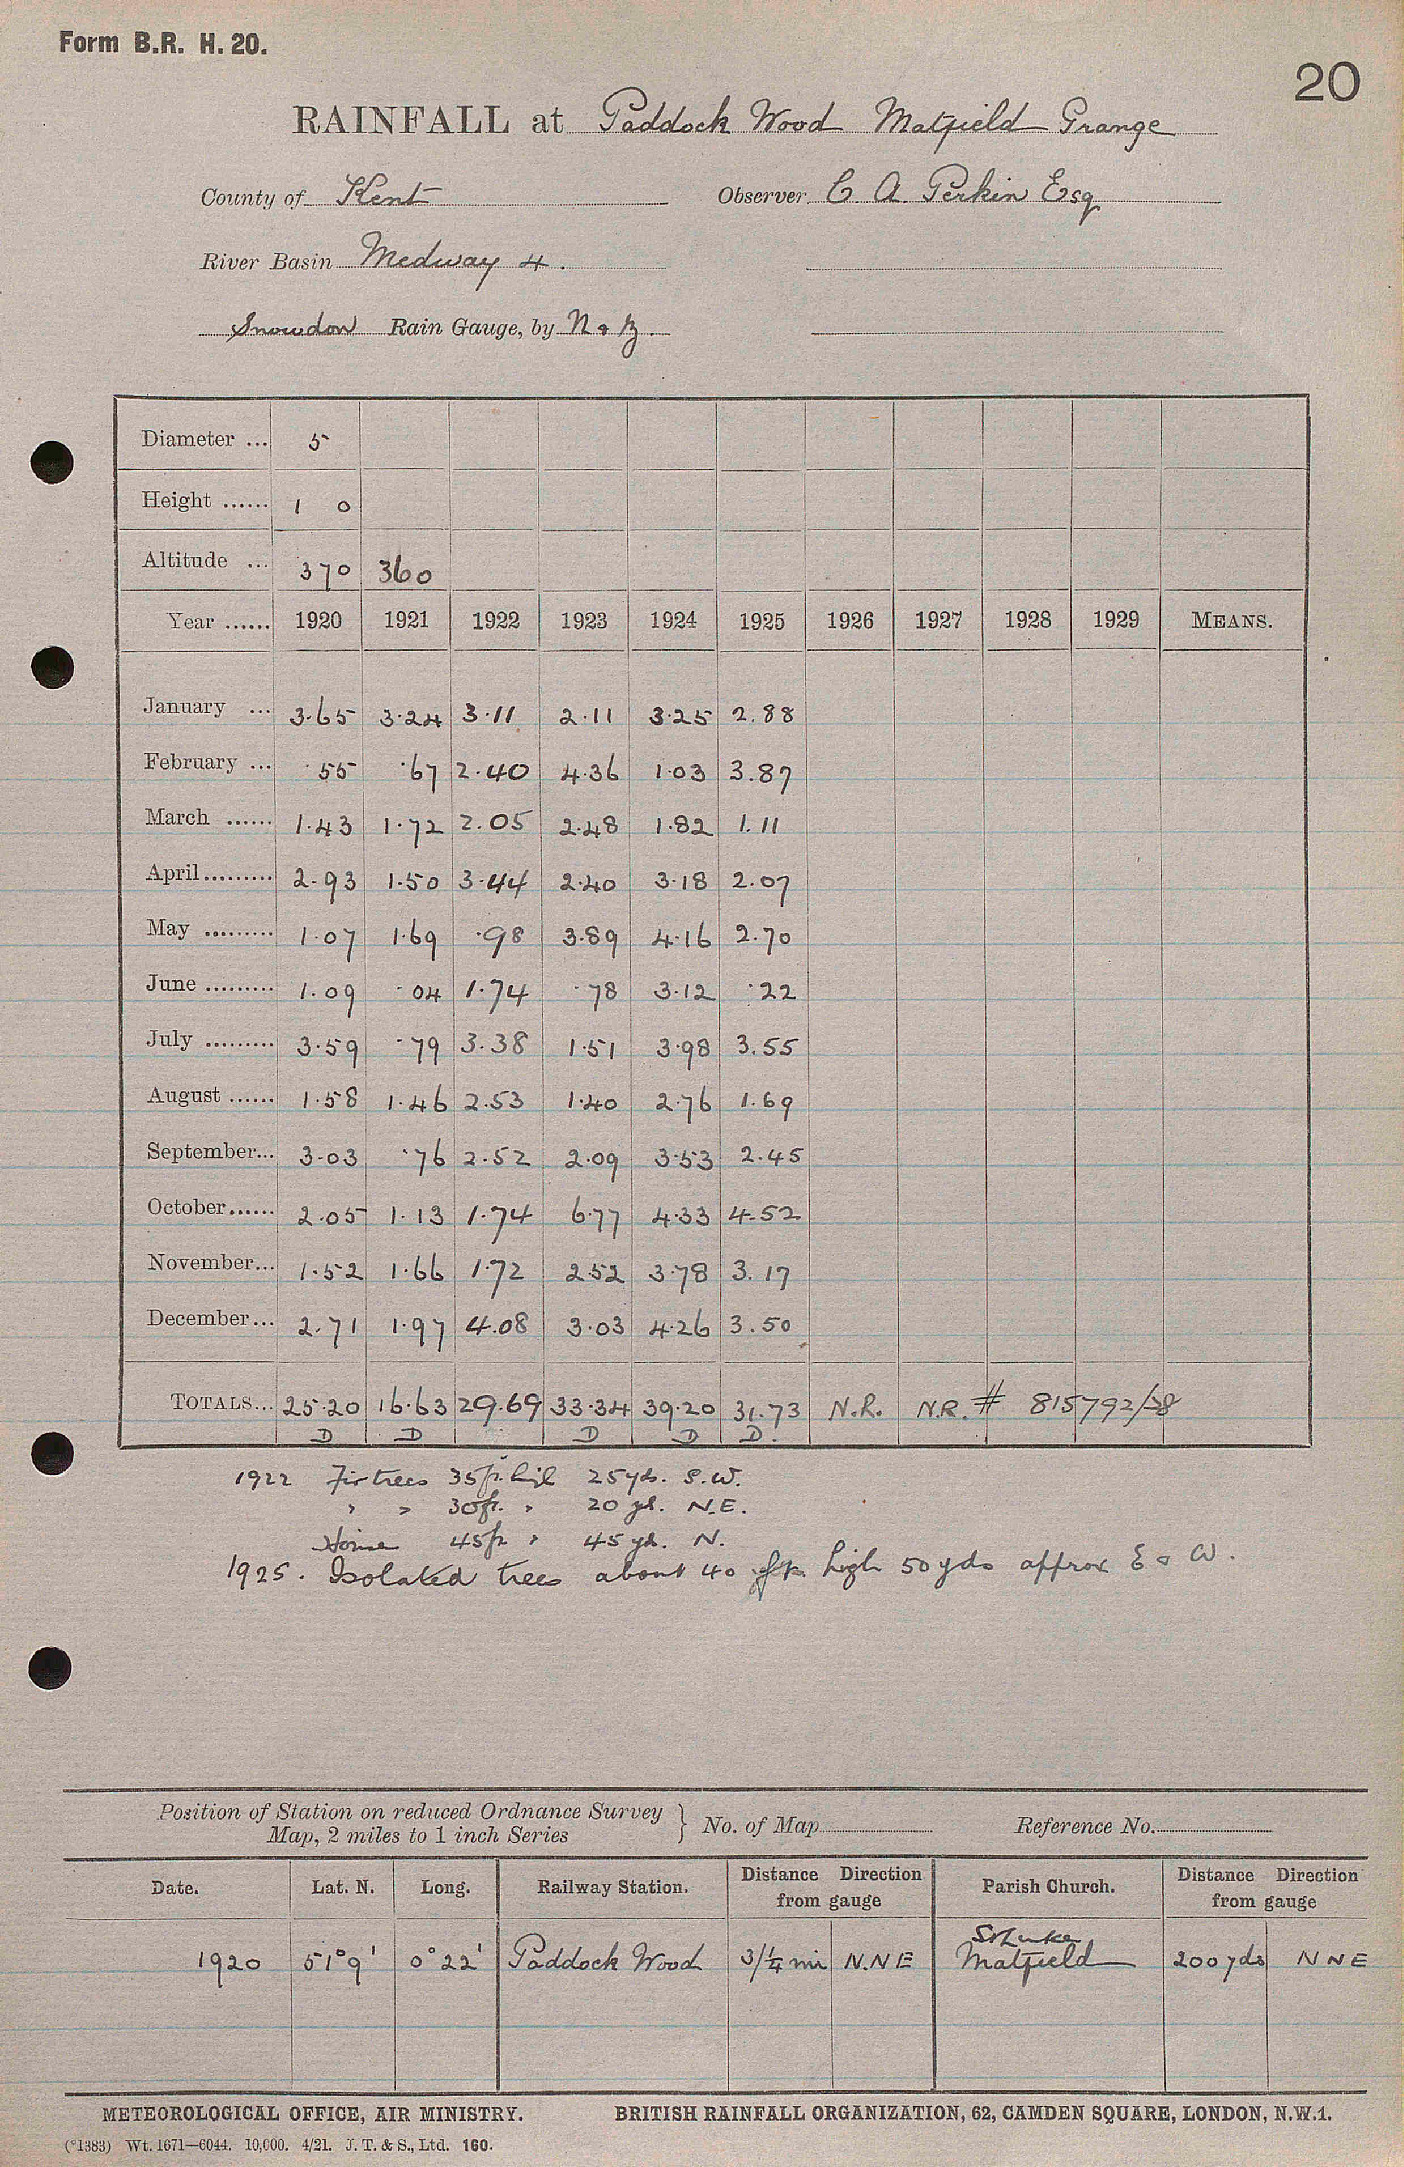 Form B.R. H. 20.
20
RAINFALL at Paddock Wood Matfield Grange
County of Kent Observer C. A. Perkin Esq
River Basin Medway 4.
Snowdon Rain Gauge, by N & Z.
Diameter ... 5
Height ...... 1 0
Altitude ... 370 360
Year ...... 1920 1921 1922 1923 1924 1925 1926 1927 1928 1929 MEANS.
January ... 3.65 3.24 3.11 2.11 3.25 2.88
February ... .55 .67 2.40 4.36 1.03 3.87
March ...... 1.43 1.72 2.05 2.48 1.82 1.11
April ......... 2.93 1.50 3.44 2.40 3.18 2.07
May ......... 1.07 1.69 .98 3.89 4.16 2.70
June ......... 1.09 .04 1.74 .78 3.12 .22
July ......... 3.59 .79 3.38 1.51 3.98 3.55
August ...... 1.58 1.46 2.53 1.40 2.76 1.69
September... 3.03 .76 2.52 2.09 3.53 2.45
October...... 2.05 1.13 1.74 6.77 4.33 4.52
November... 1.52 1.66 1.72 2.52 3.78 3.17
December... 2.71 1.97 4.08 3.03 4.26 3.50
TOTALS... 25.20 16.63 29.69 33.34 39.20 31.73 N.R. N.R. # 815792/38
D D D D D.
1922 Fir trees 35ft. high 25yds. S.W.
" " 30ft. " 20 yd. N.E.
House 45ft " 45 yd. N.
1925. Isolated trees about 40 ft. high 50 yds approx E & W.
Position of Station on reduced Ordnance Survey } No. of Map Reference No.
Map, 2 miles to 1 inch Series
Date. Lat. N. Long. Railway Station. Distance Direction from gauge Parish Church. Distance Direction from gauge
St Luke
1920 51°9' 0°22' Paddock Wood 3/¼ mi N.N E Matfield 200 yds N N E
METEOROLOGICAL OFFICE, AIR MINISTRY. BRITISH RAINFALL ORGANIZATION, 62, CAMDEN SQUARE, LONDON, N.W.1.
(*1383) Wt. 1671—6044. 10,000. 4/21. J. T. & S., Ltd. 160.